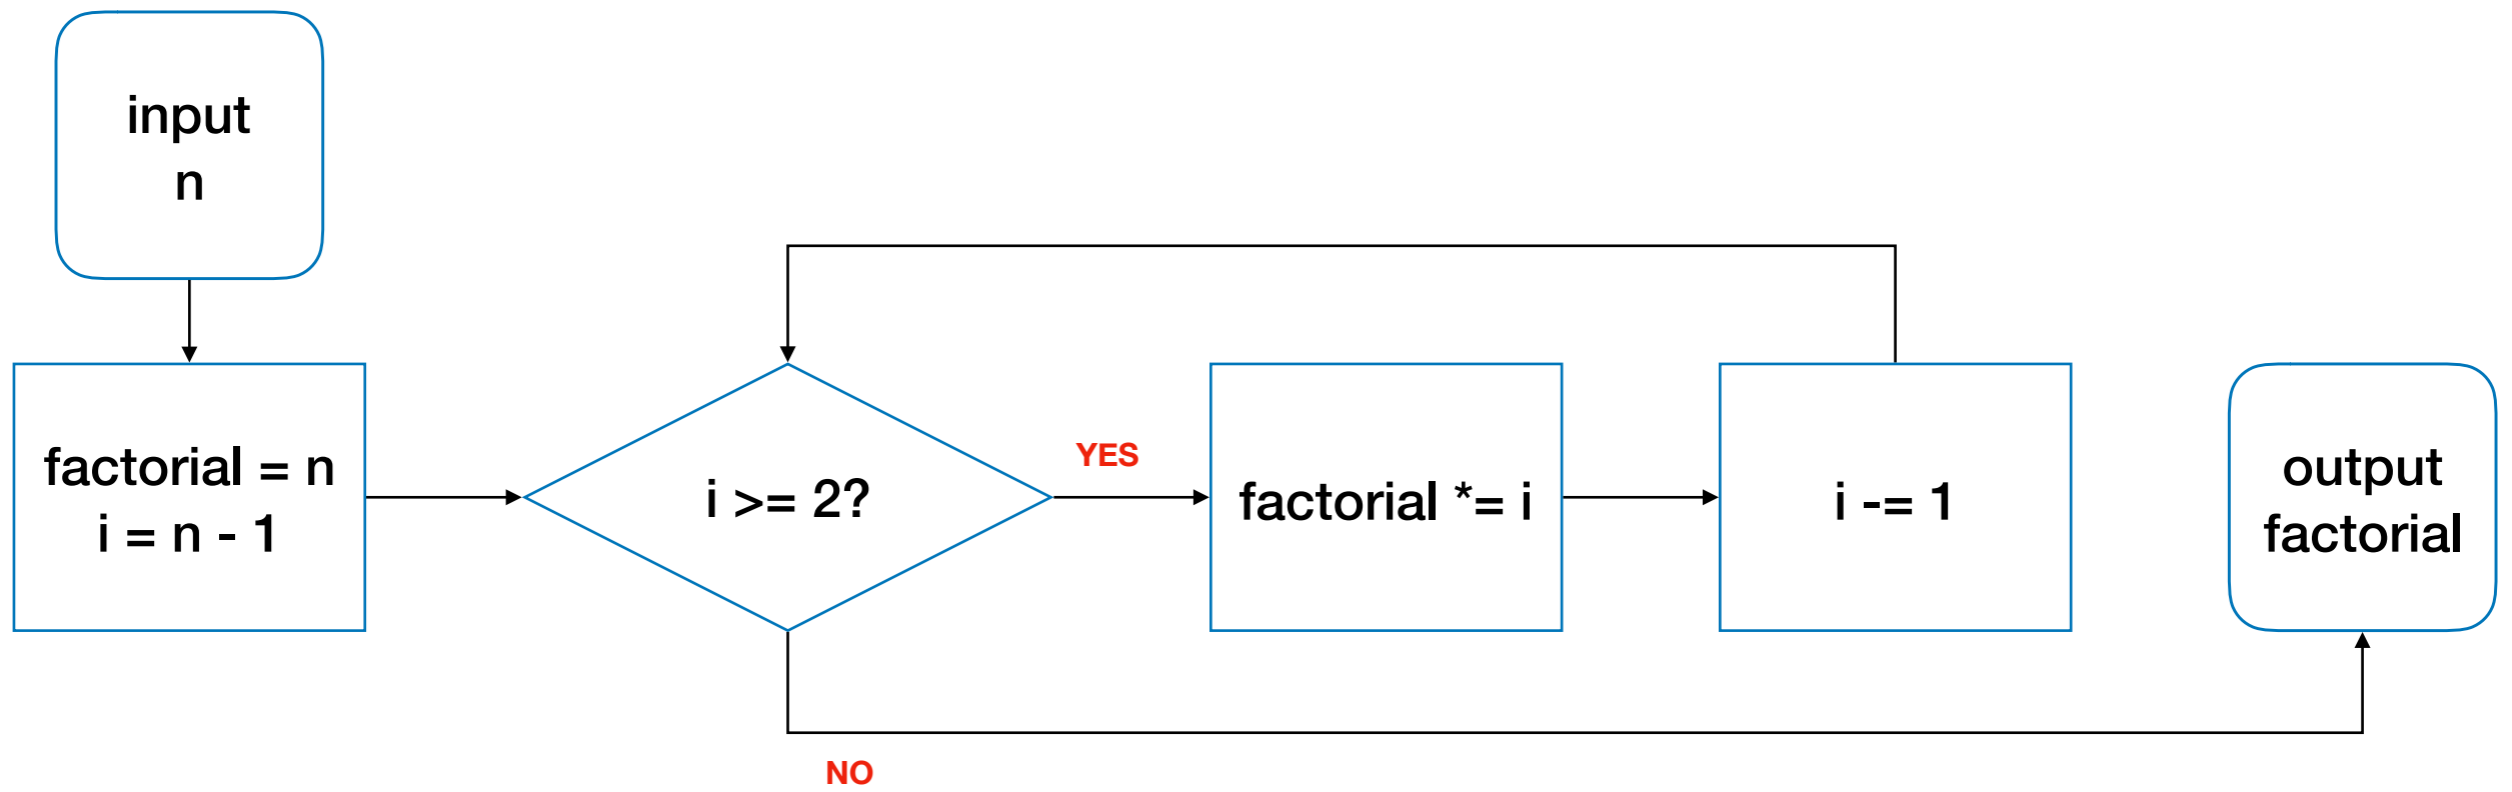 input
n
factorial = n
i = n - 1
i >= 2?
YES
factorial *= i
i -= 1
output
factorial
NO